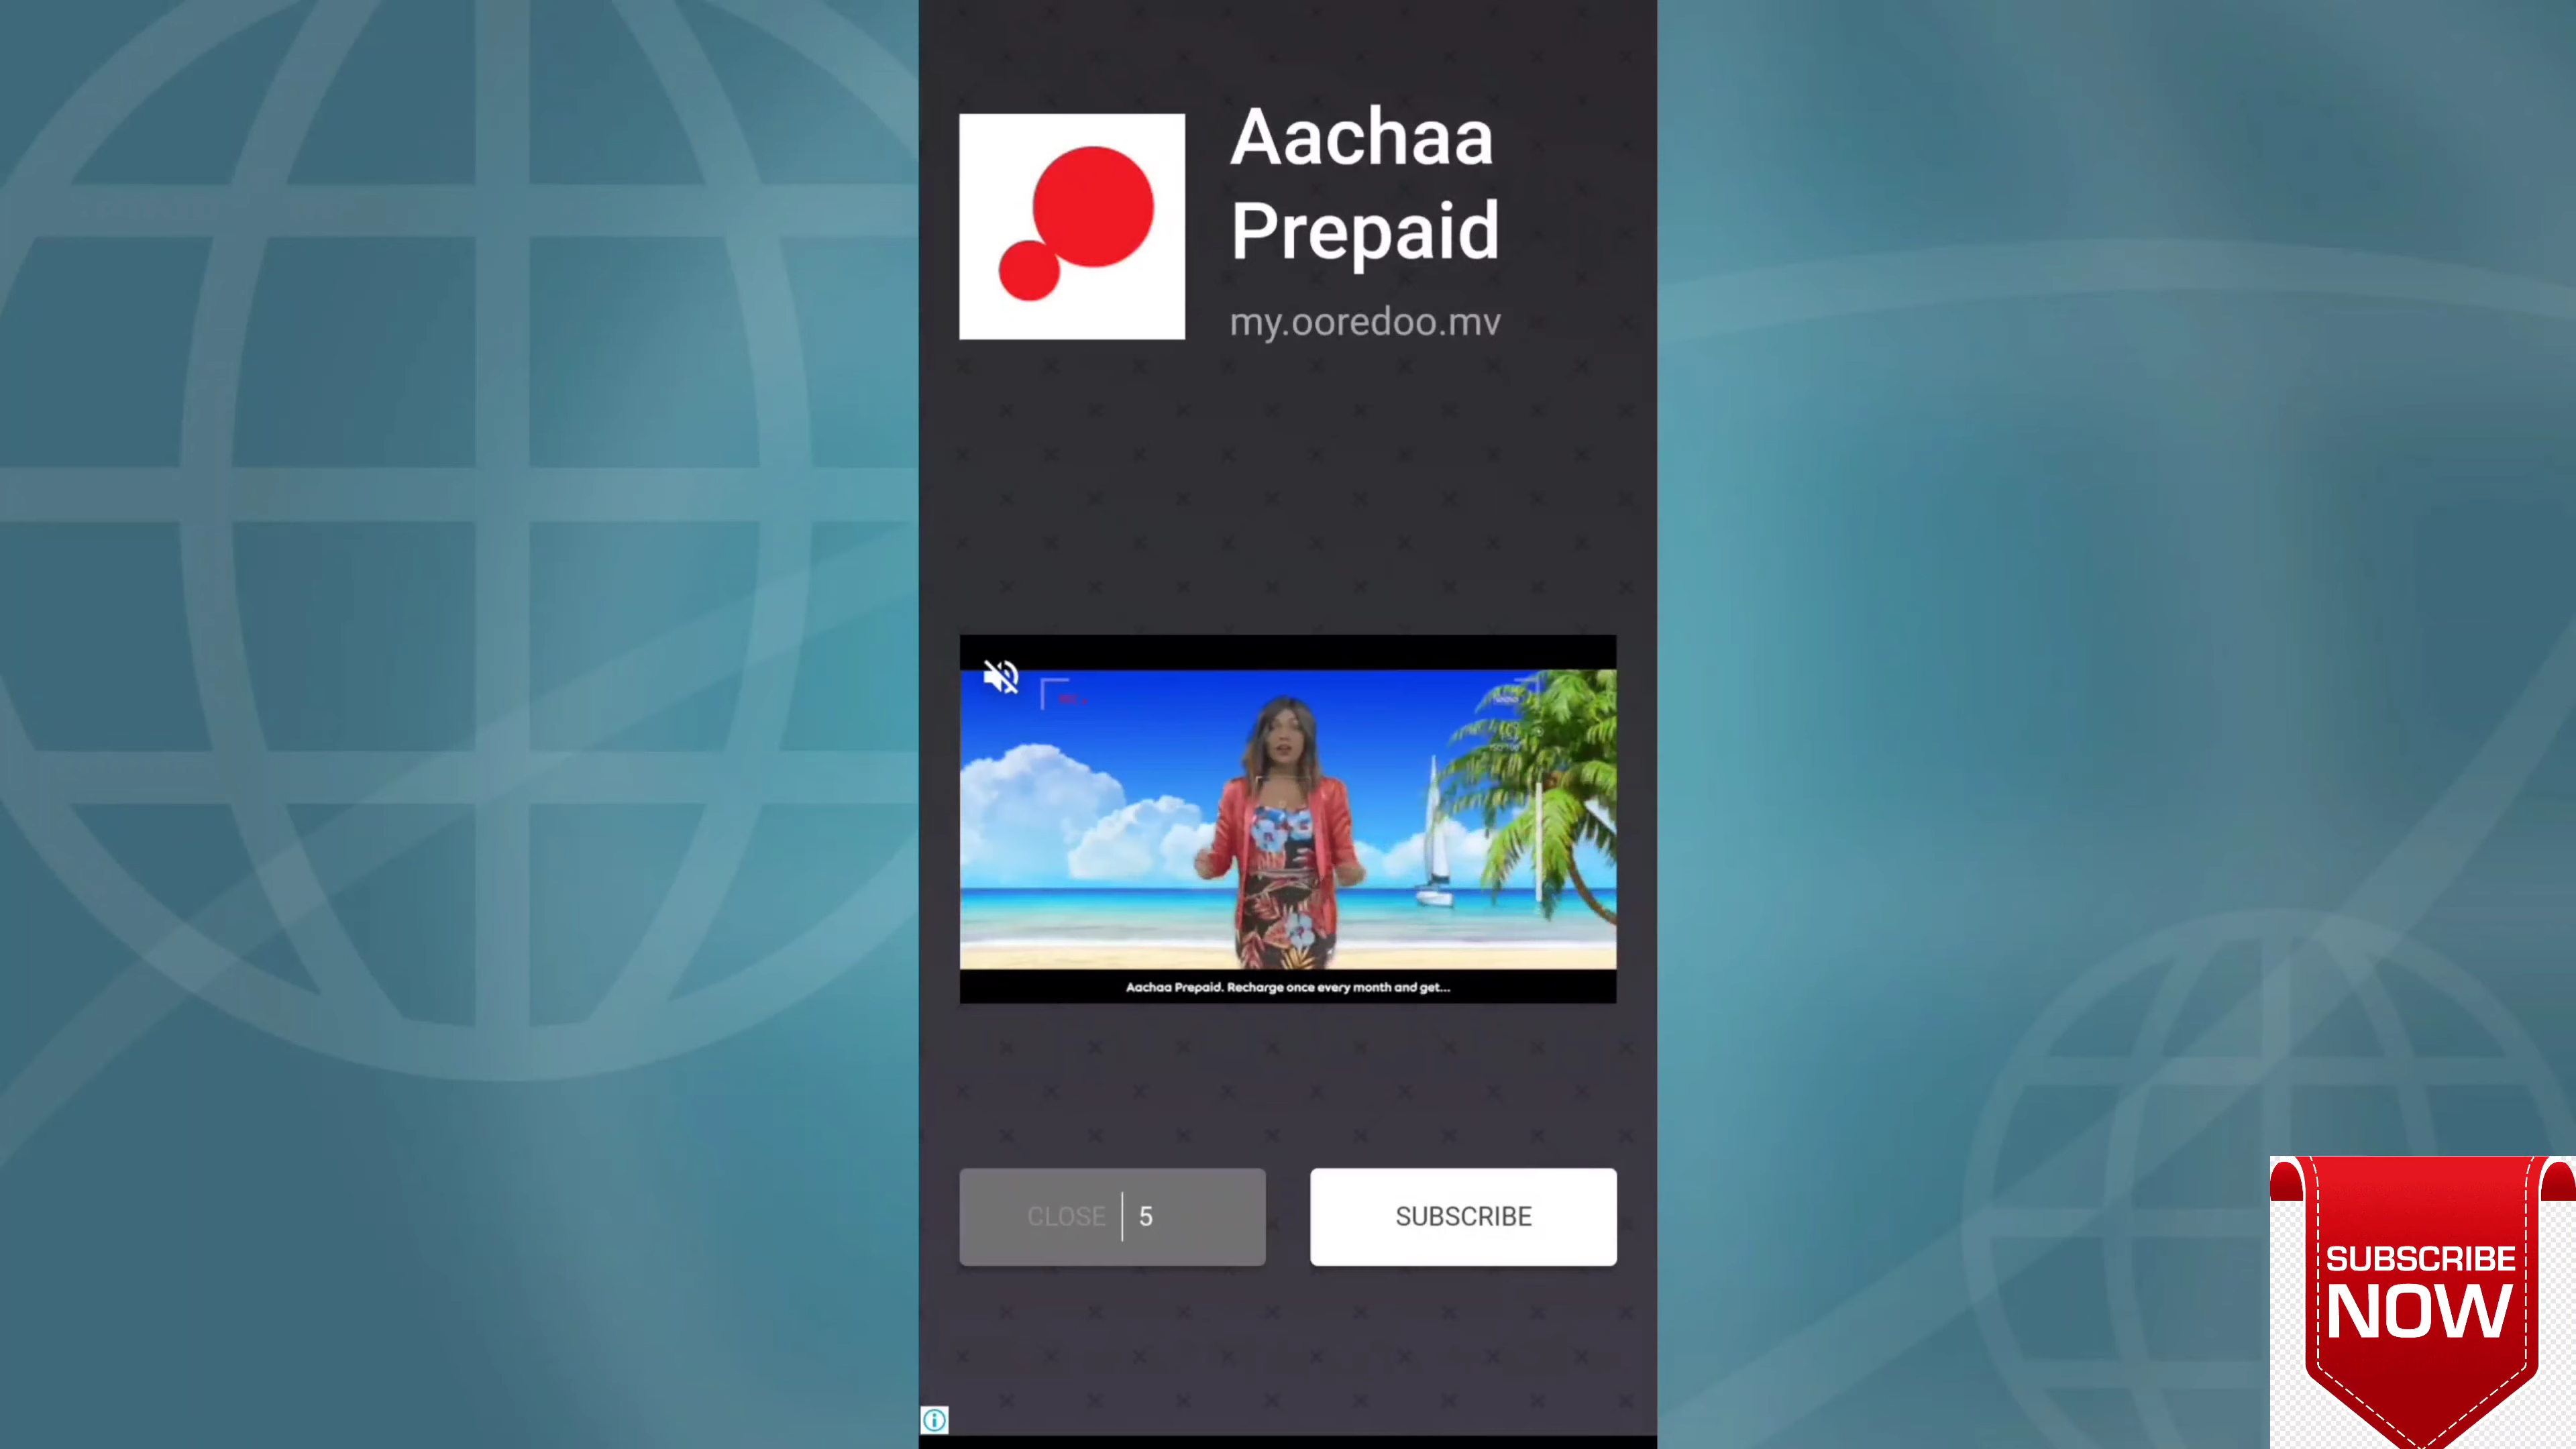 Aachaa
Prepaid
my.ooredoo.mv
Aachaa Prepaid. Recharge once every month and get...
CLOSE
5
SUBSCRIBE
SUBSCRIBE
NOW